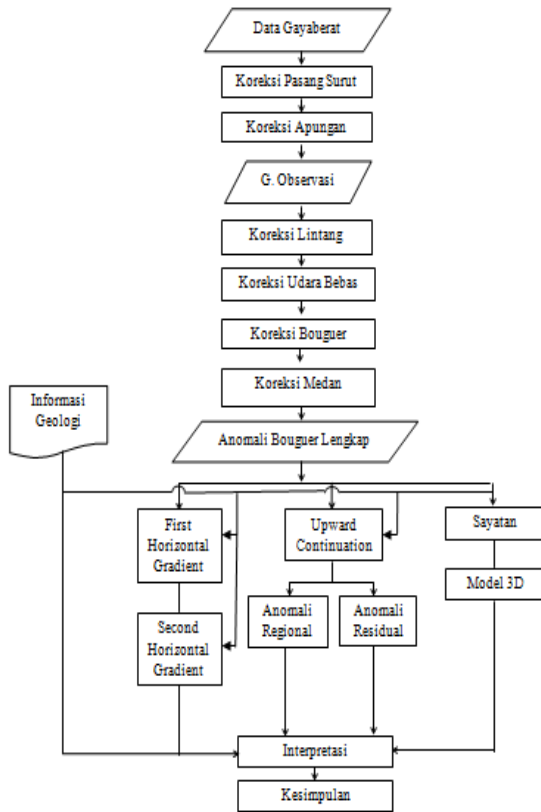 Data Gayaberat
Koreksi Pasang Surut
Koreksi Apungan
G. Observasi
Koreksi Lintang
Koreksi Udara Bebas
Koreksi Bouguer
Koreksi Medan
Informasi
Geologi
Anomali Bouguer Lengkap
First
Horizontal
Gradient
Upward
Continuation
Sayatan
Model 3D
Second
Horizontal
Gradient
Anomali
Regional
Anomali
Residual
Interpretasi
Kesimpulan